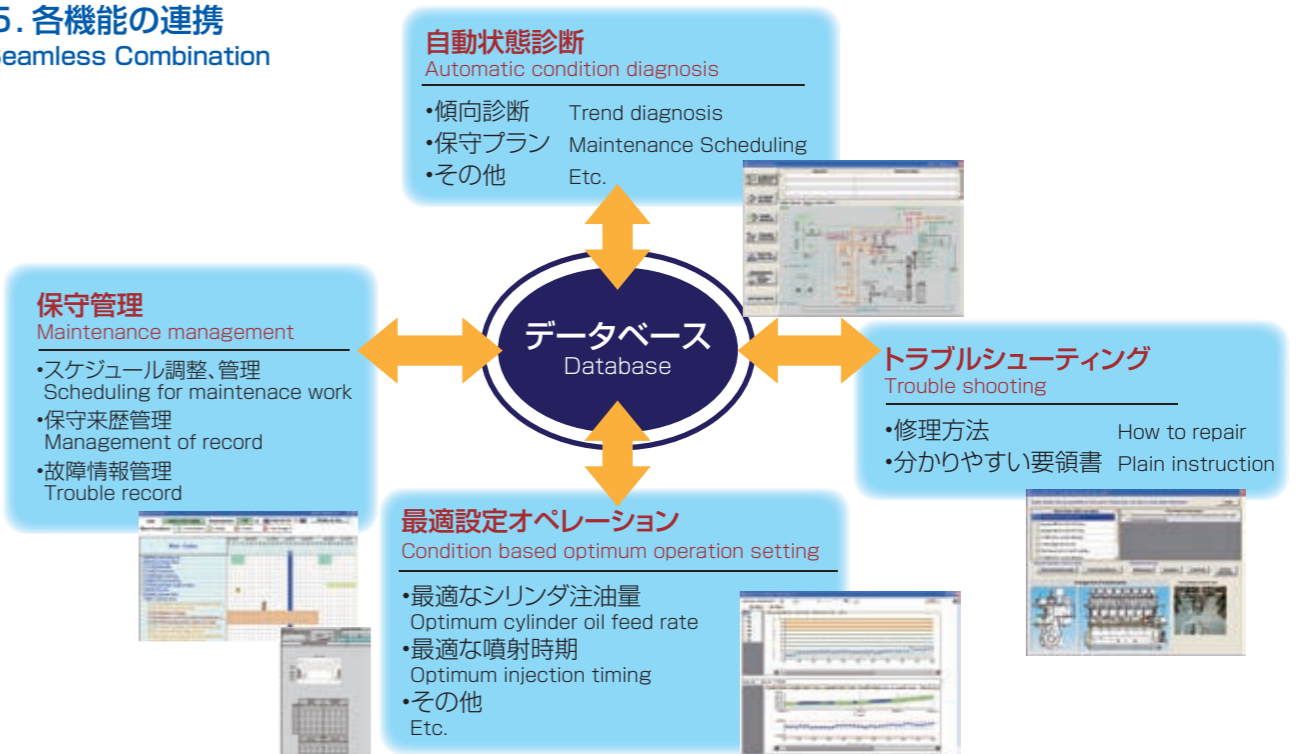 5. 各機能の連携
Seamless Combination
自動状態診断
Automatic condition diagnosis
・傾向診断 Trend diagnosis
・保守プラン Maintenance Scheduling
・その他 Etc.
保守管理
Maintenance management
・スケジュール調整、管理
Scheduling for maintenace work
・保守来歴管理
Management of record
・故障情報管理
Trouble record
データベース
Database
トラブルシューティング
Trouble shooting
・修理方法 How to repair
・分かりやすい要領書 Plain instruction
最適設定オペレーション
Condition based optimum operation setting
・最適なシリンダ注油量
Optimum cylinder oil feed rate
・最適な噴射時期
Optimum injection timing
・その他
Etc.